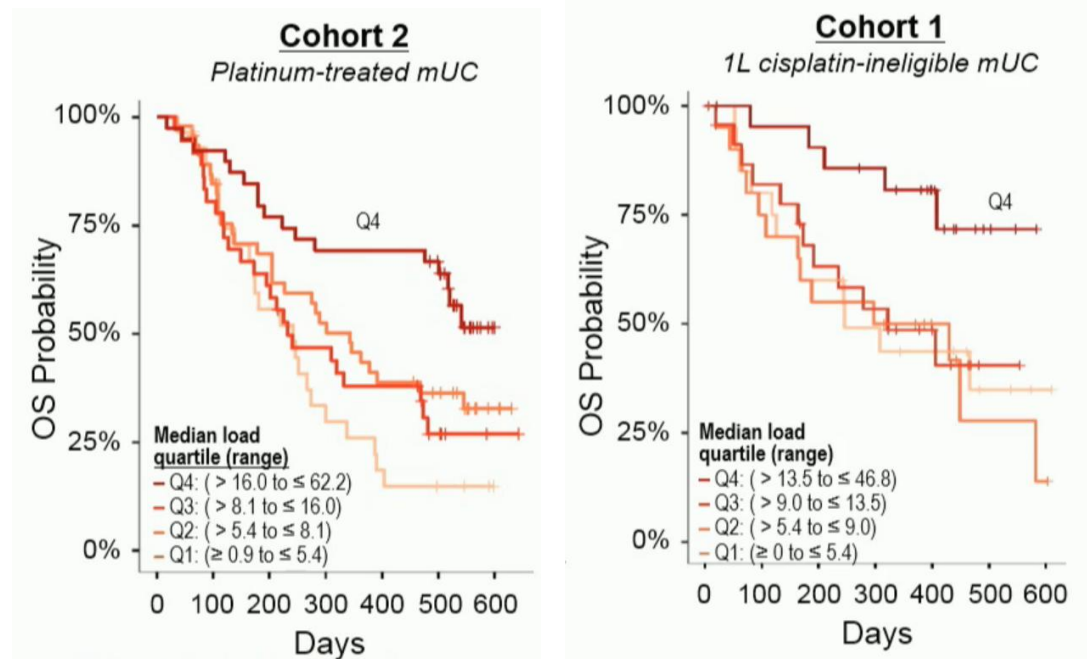 Cohort 2
Platinum-treated mUC
100%
75%
50%
25%
0%
OS Probability
Q4
Median load
quartile (range)
Q4: ( > 16.0 to ≤ 62.2)
Q3: ( > 8.1 to ≤ 16.0)
Q2: ( > 5.4 to ≤ 8.1)
Q1: (≥ 0.9 to ≤ 5.4)
0 100 200 300 400 500 600
Days
Cohort 1
1L cisplatin-ineligible mUC
100%
75%
50%
25%
0%
OS Probability
Q4
Median load
quartile (range)
Q4: ( > 13.5 to ≤ 46.8)
Q3: ( > 9.0 to ≤ 13.5)
Q2: ( > 5.4 to ≤ 9.0)
Q1: (≥ 0 to ≤ 5.4)
0 100 200 300 400 500 600
Days